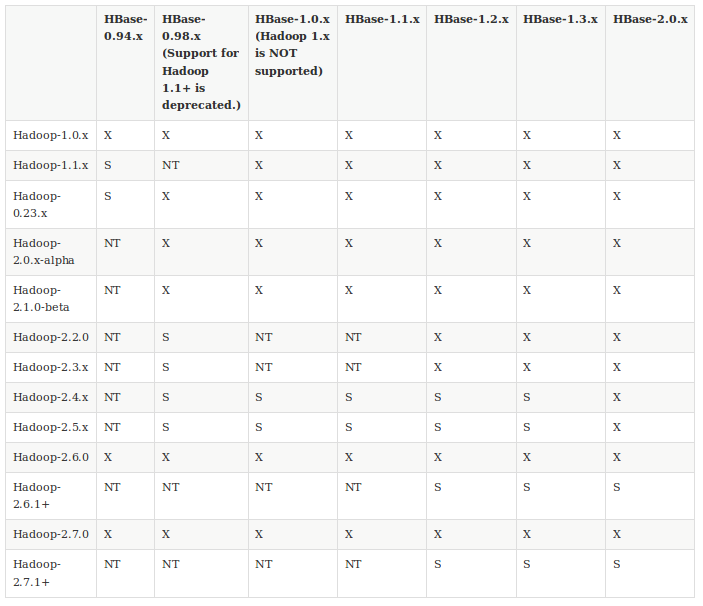 HBase- HBase- HBase-1.0.x HBase-1.1.x HBase-1.2.x HBase-1.3.x HBase-2.0.x
0.94.x 0.98.x (Hadoop 1.x
(Support for is NOT
Hadoop supported)
1.1+ is
deprecated.)
Hadoop-1.0.x X X X X X X X
Hadoop-1.1.x S NT X X X X X
Hadoop- S X X X X X X
0.23.x
Hadoop- NT X X X X X X
2.0.x-alpha
Hadoop- NT X X X X X X
2.1.0-beta
Hadoop-2.2.0 NT S NT NT X X X
Hadoop-2.3.x NT S NT NT X X X
Hadoop-2.4.x NT S S S S S X
Hadoop-2.5.x NT S S S S S X
Hadoop-2.6.0 X X X X X X X
Hadoop- NT NT NT NT S S S
2.6.1+
Hadoop-2.7.0 X X X X X X X
Hadoop- NT NT NT NT S S S
2.7.1+